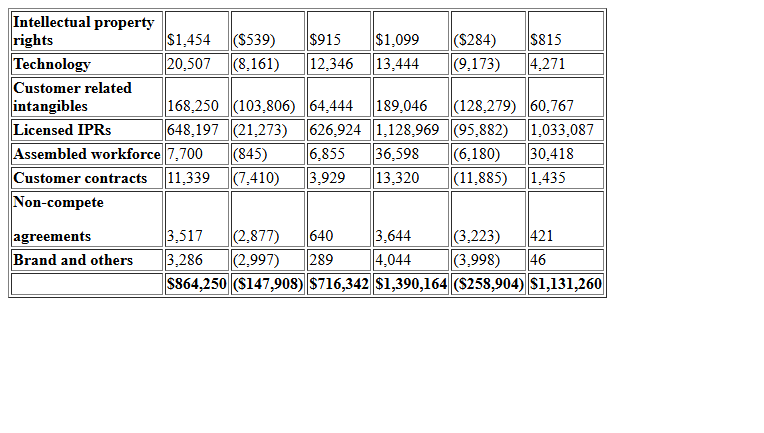 Intellectual property
rights $1,454 ($539) $915 $1,099 ($284) $815
Technology 20,507 (8,161) 12,346 13,444 (9,173) 4,271
Customer related
intangibles 168,250 (103,806) 64,444 189,046 (128,279) 60,767
Licensed IPRs 648,197 (21,273) 626,924 1,128,969 (95,882) 1,033,087
Assembled workforce 7,700 (845) 6,855 36,598 (6,180) 30,418
Customer contracts 11,339 (7,410) 3,929 13,320 (11,885) 1,435
Non-compete
agreements 3,517 (2,877) 640 3,644 (3,223) 421
Brand and others 3,286 (2,997) 289 4,044 (3,998) 46
$864,250 ($147,908) $716,342 $1,390,164 ($258,904) $1,131,260